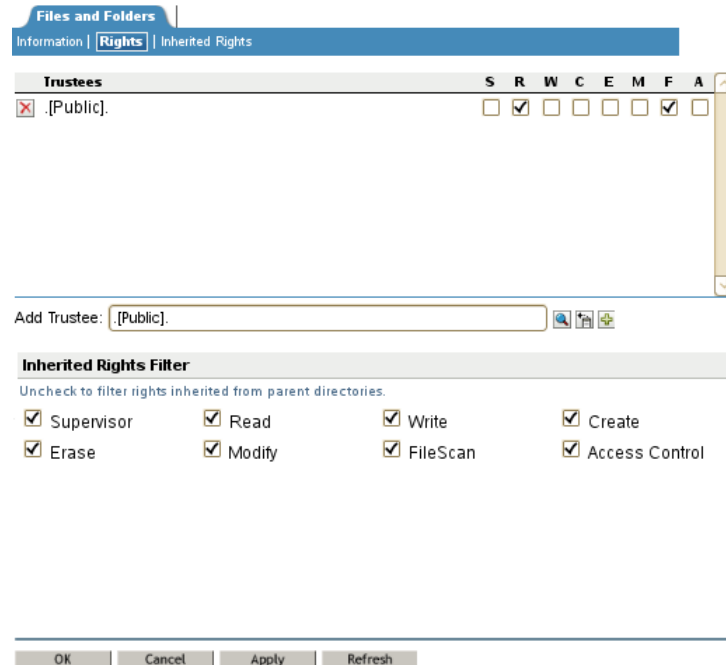 Files and Folders
Information | Rights | Inherited Rights
Trustees S R W C E M F A
.[Public].
Add Trustee: .[Public].
Inherited Rights Filter
Uncheck to filter rights inherited from parent directories.
Supervisor Read Write Create
Erase Modify FileScan Access Control
OK Cancel Apply Refresh